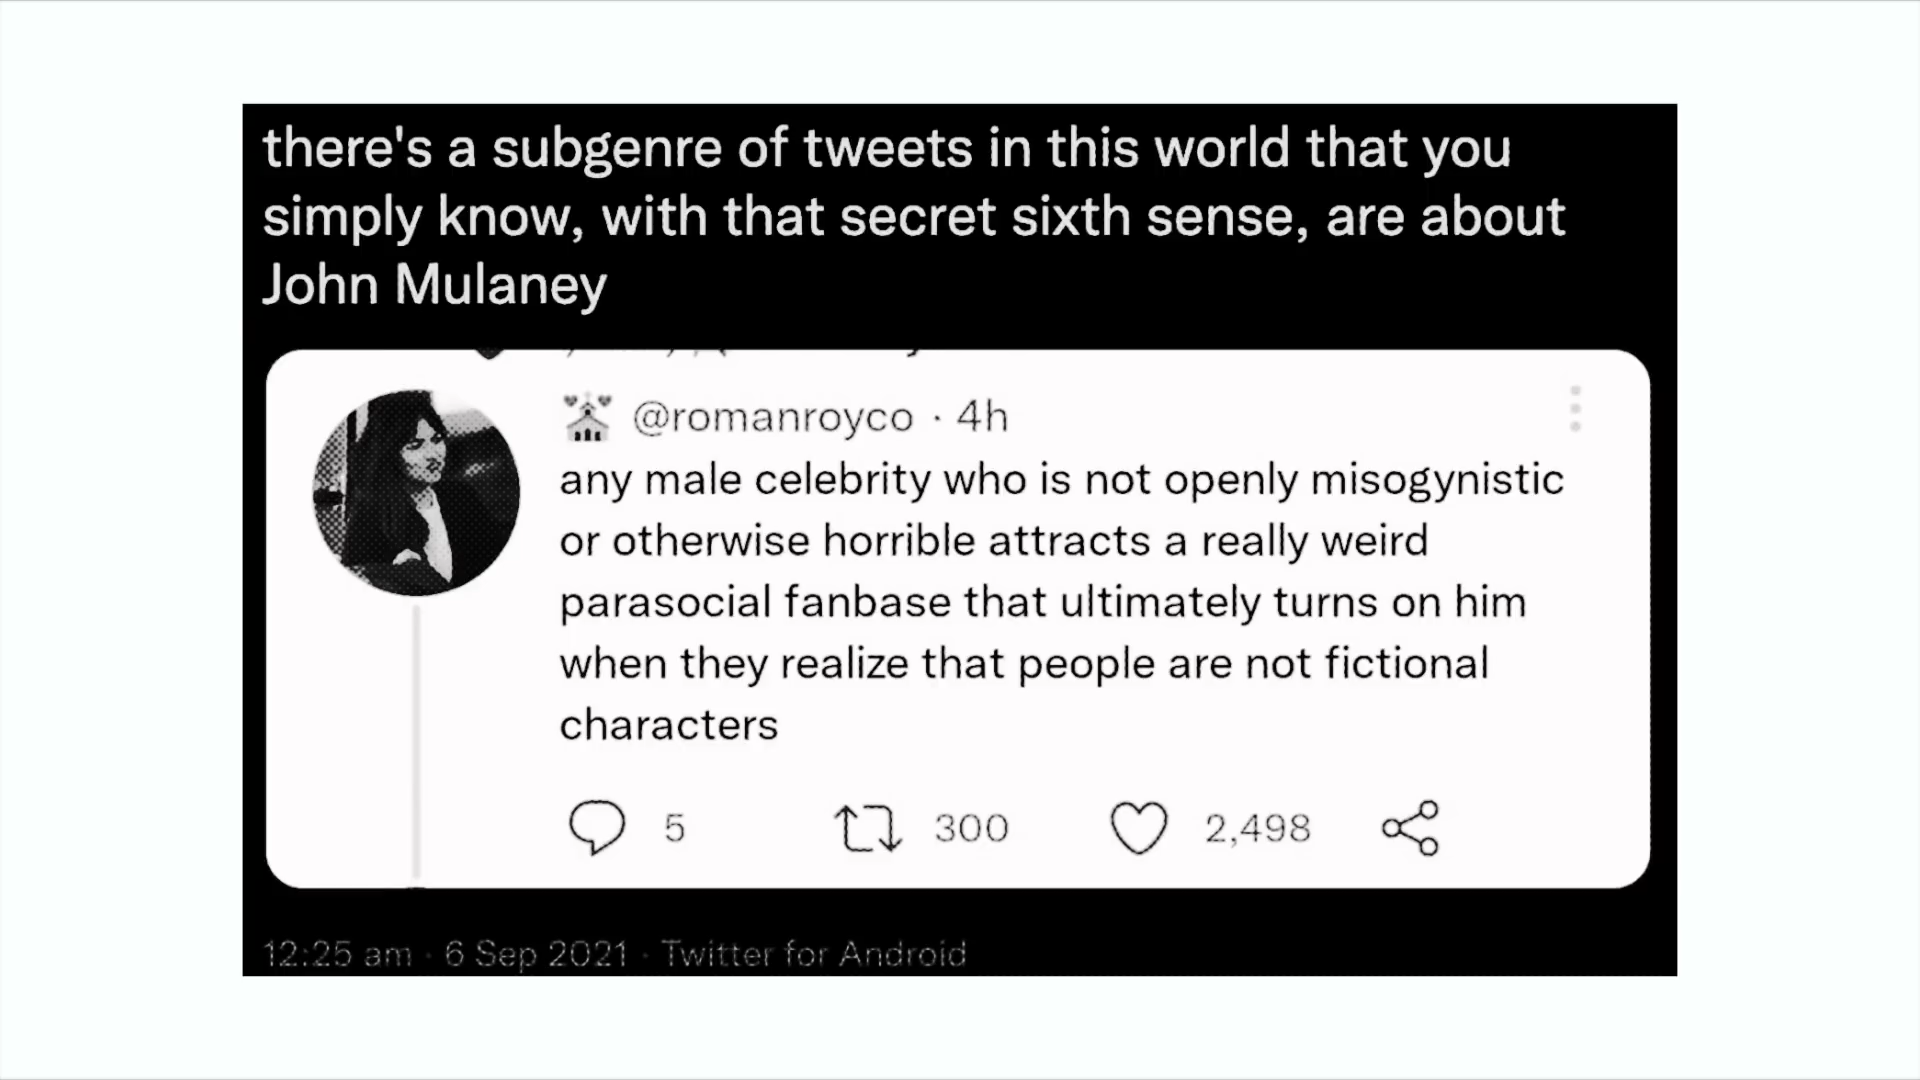 there's a subgenre of tweets in this world that you
simply know, with that secret sixth sense, are about
John Mulaney
@romanroyco · 4h
any male celebrity who is not openly misogynistic
or otherwise horrible attracts a really weird
parasocial fanbase that ultimately turns on him
when they realize that people are not fictional
characters
5 300 2,498
12:25 am · 6 Sep 2021 · Twitter for Android